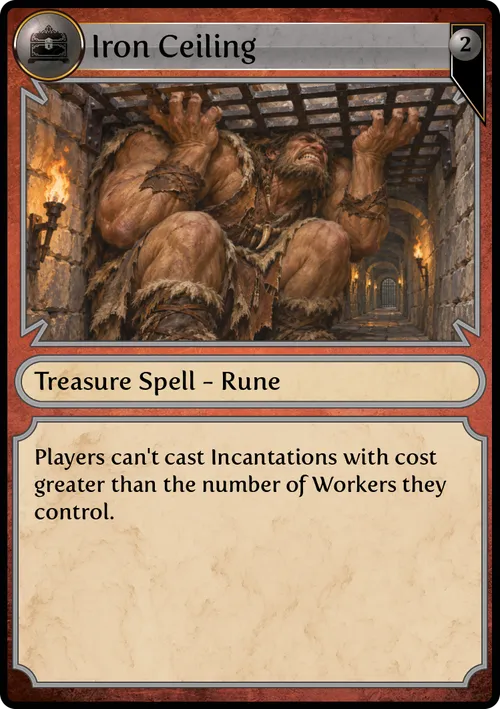 Iron Ceiling
2
Treasure Spell - Rune
Players can't cast Incantations with cost
greater than the number of Workers they
control.